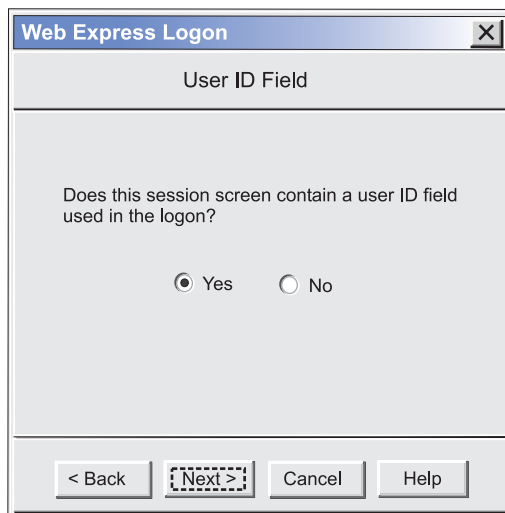 Web Express Logon
User ID Field
Does this session screen contain a user ID field
used in the logon?
Yes No
< Back Next > Cancel Help